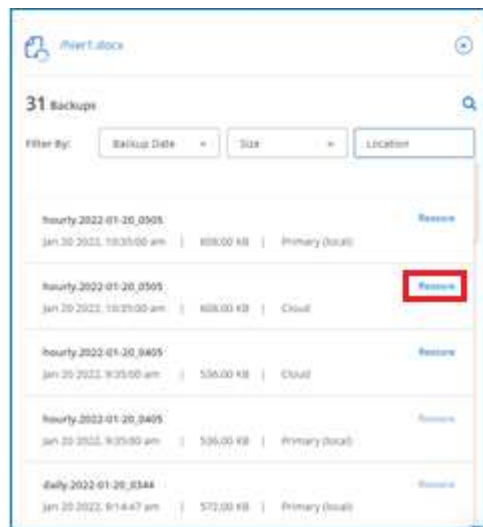 /hier1.docx
31 Backups
Filter By: Backup Date Size Location
hourly.2022-01-20_0505 Restore
Jan 20 2022, 10:35:00 am | 608.00 KB | Primary (local)
hourly.2022-01-20_0505 Restore
Jan 20 2022, 10:35:00 am | 608.00 KB | Cloud
hourly.2022-01-20_0405 Restore
Jan 20 2022, 9:35:00 am | 536.00 KB | Cloud
hourly.2022-01-20_0405 Restore
Jan 20 2022, 9:35:00 am | 536.00 KB | Primary (local)
daily.2022-01-20_0344 Restore
Jan 20 2022, 9:14:47 am | 572.00 KB | Primary (local)